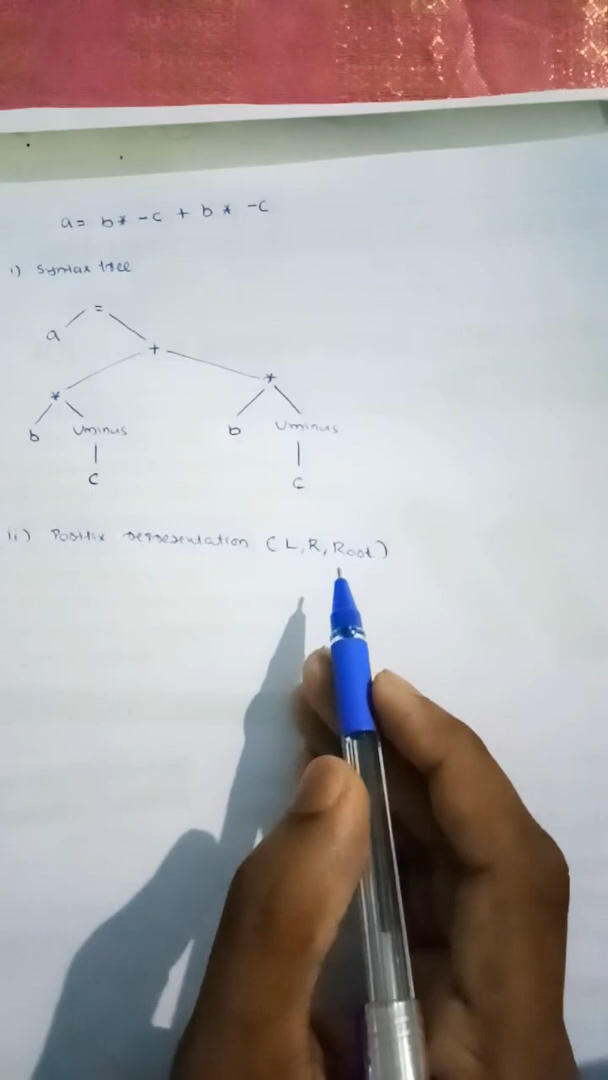 a = b * - c + b * - c
i) Syntax tree
=
a
+
* *
b Uminus b Uminus
c c
ii) Postfix representation (L, R, Root)